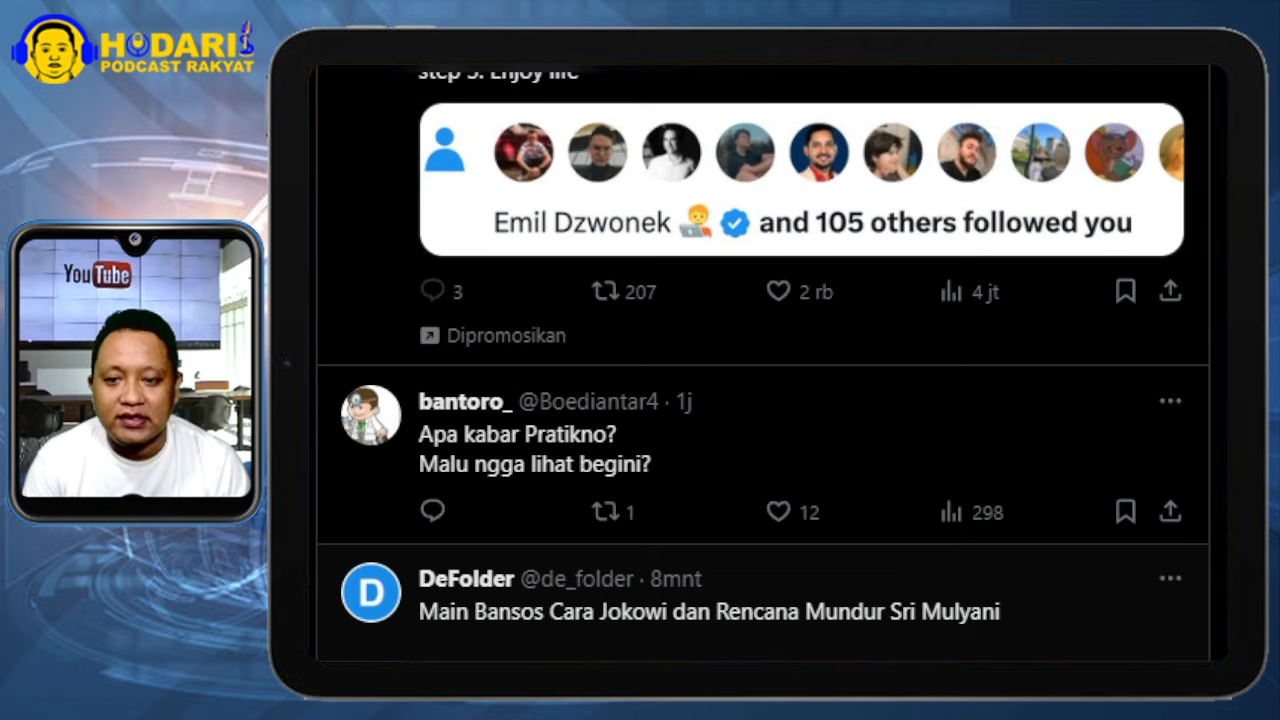 HODARI
PODCAST RAKYAT
YouTube
step 5. Enjoy life
Emil Dzwonek and 105 others followed you
3 207 2 rb 4 jt
Dipromosikan
bantoro_ @Boediantar4 · 1j
Apa kabar Pratikno?
Malu ngga lihat begini?
1 12 298
D
DeFolder @de_folder · 8mnt
Main Bansos Cara Jokowi dan Rencana Mundur Sri Mulyani